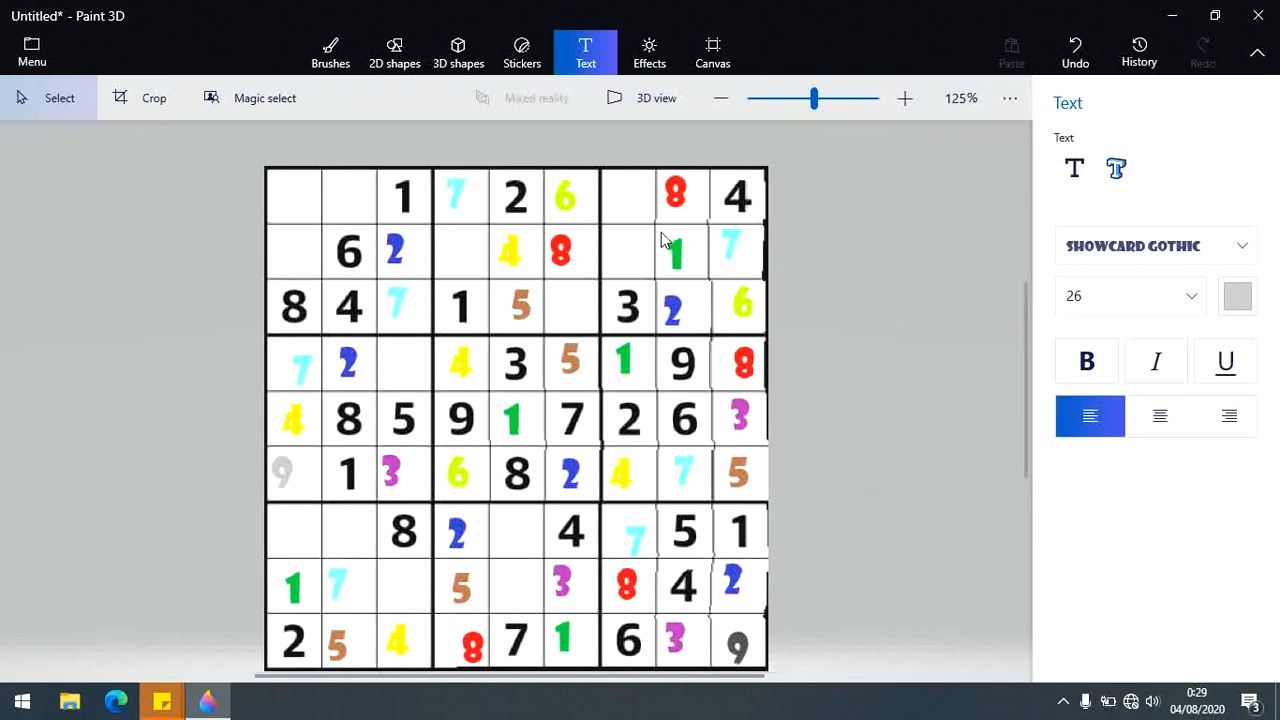 Untitled* - Paint 3D
Menu
Brushes
2D shapes
3D shapes
Stickers
Text
Effects
Canvas
Paste
Undo
History
Redo
Select
Crop
Magic select
Mixed reality
3D view
125%
Text
Text
SHOWCARD GOTHIC
26
B I U
1 7 2 6 8 4
6 2 4 8 1 7
8 4 7 1 5 3 2 6
7 2 4 3 5 1 9 8
4 8 5 9 1 7 2 6 3
9 1 3 6 8 2 4 7 5
8 2 4 7 5 1
1 7 5 3 8 4 2
2 5 4 8 7 1 6 3 9
0:29
04/08/2020
3